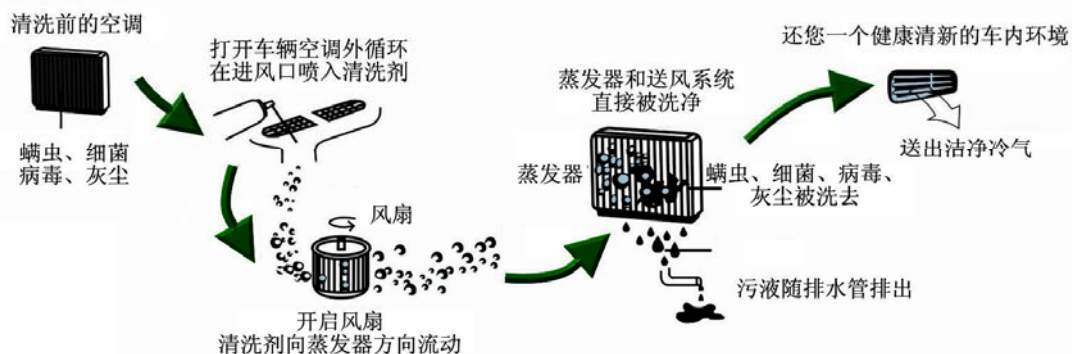 清洗前的空调
螨虫、细菌
病毒、灰尘
打开车辆空调外循环
在进风口喷入清洗剂
风扇
开启风扇
清洗剂向蒸发器方向流动
蒸发器和送风系统
直接被洗净
蒸发器
螨虫、细菌、病毒、
灰尘被洗去
污液随排水管排出
还您一个健康清新的车内环境
送出洁净冷气